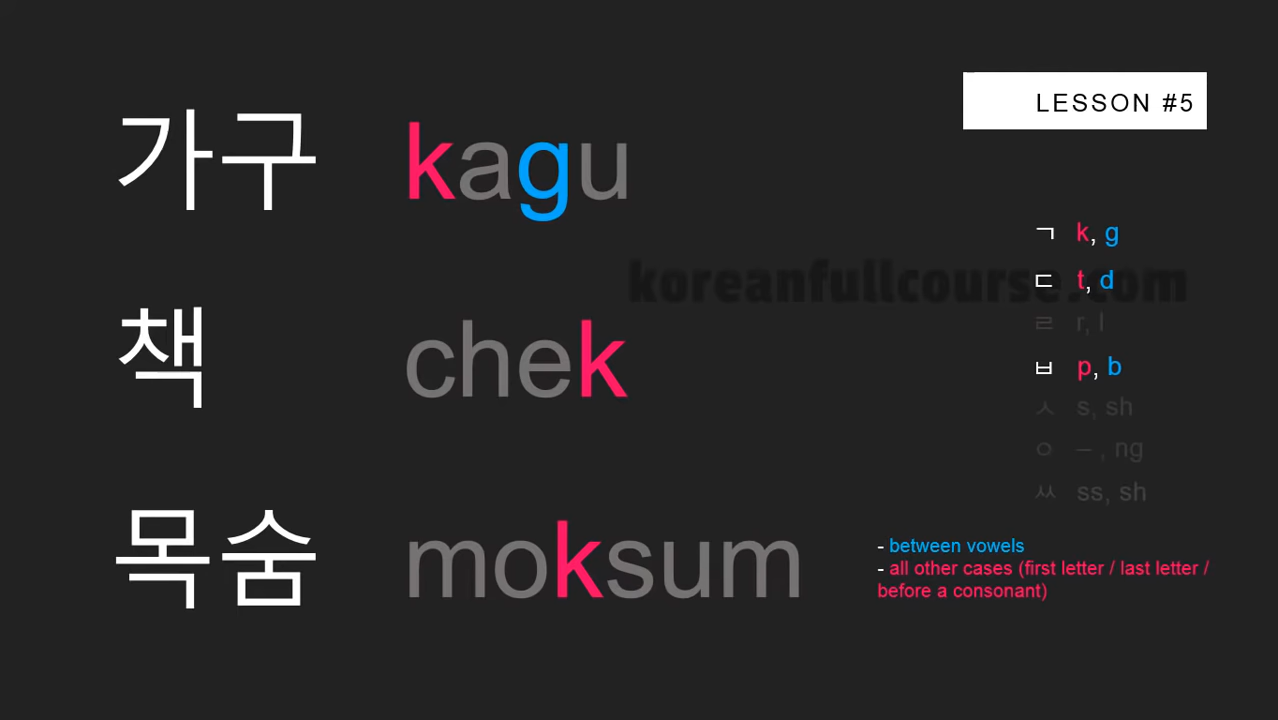 LESSON #5
가구 kagu
책 chek
목숨 moksum
ㄱ k, g
ㄷ t, d
ㄹ r, l
ㅂ p, b
ㅅ s, sh
ㅇ – , ng
ㅆ ss, sh
koreanfullcourse.com
- between vowels
- all other cases (first letter / last letter /
before a consonant)